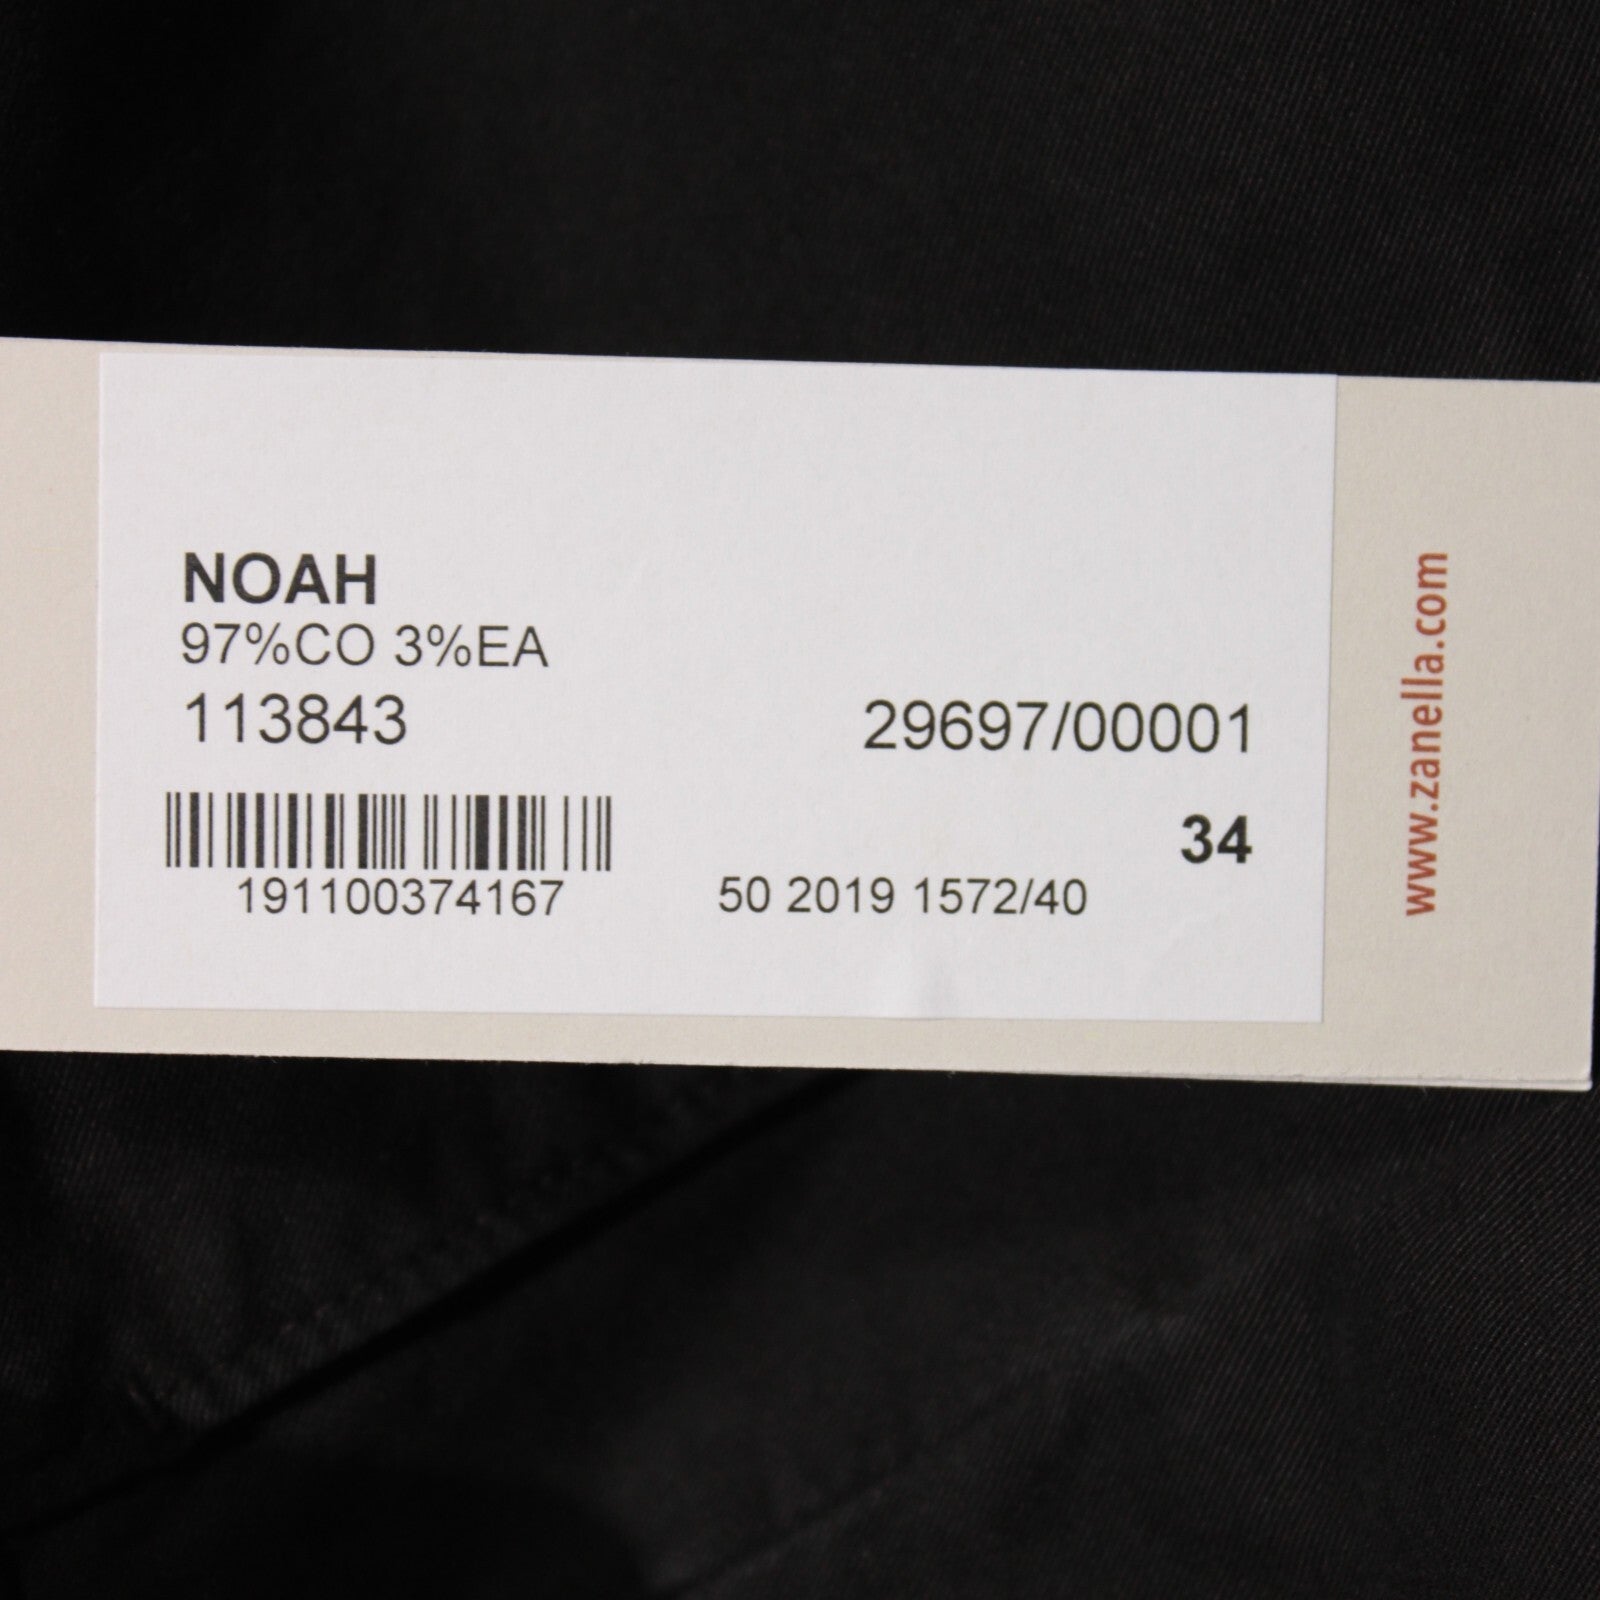 NOAH
97%CO 3%EA
113843
29697/00001
34
191100374167
50 2019 1572/40
www.zanella.com